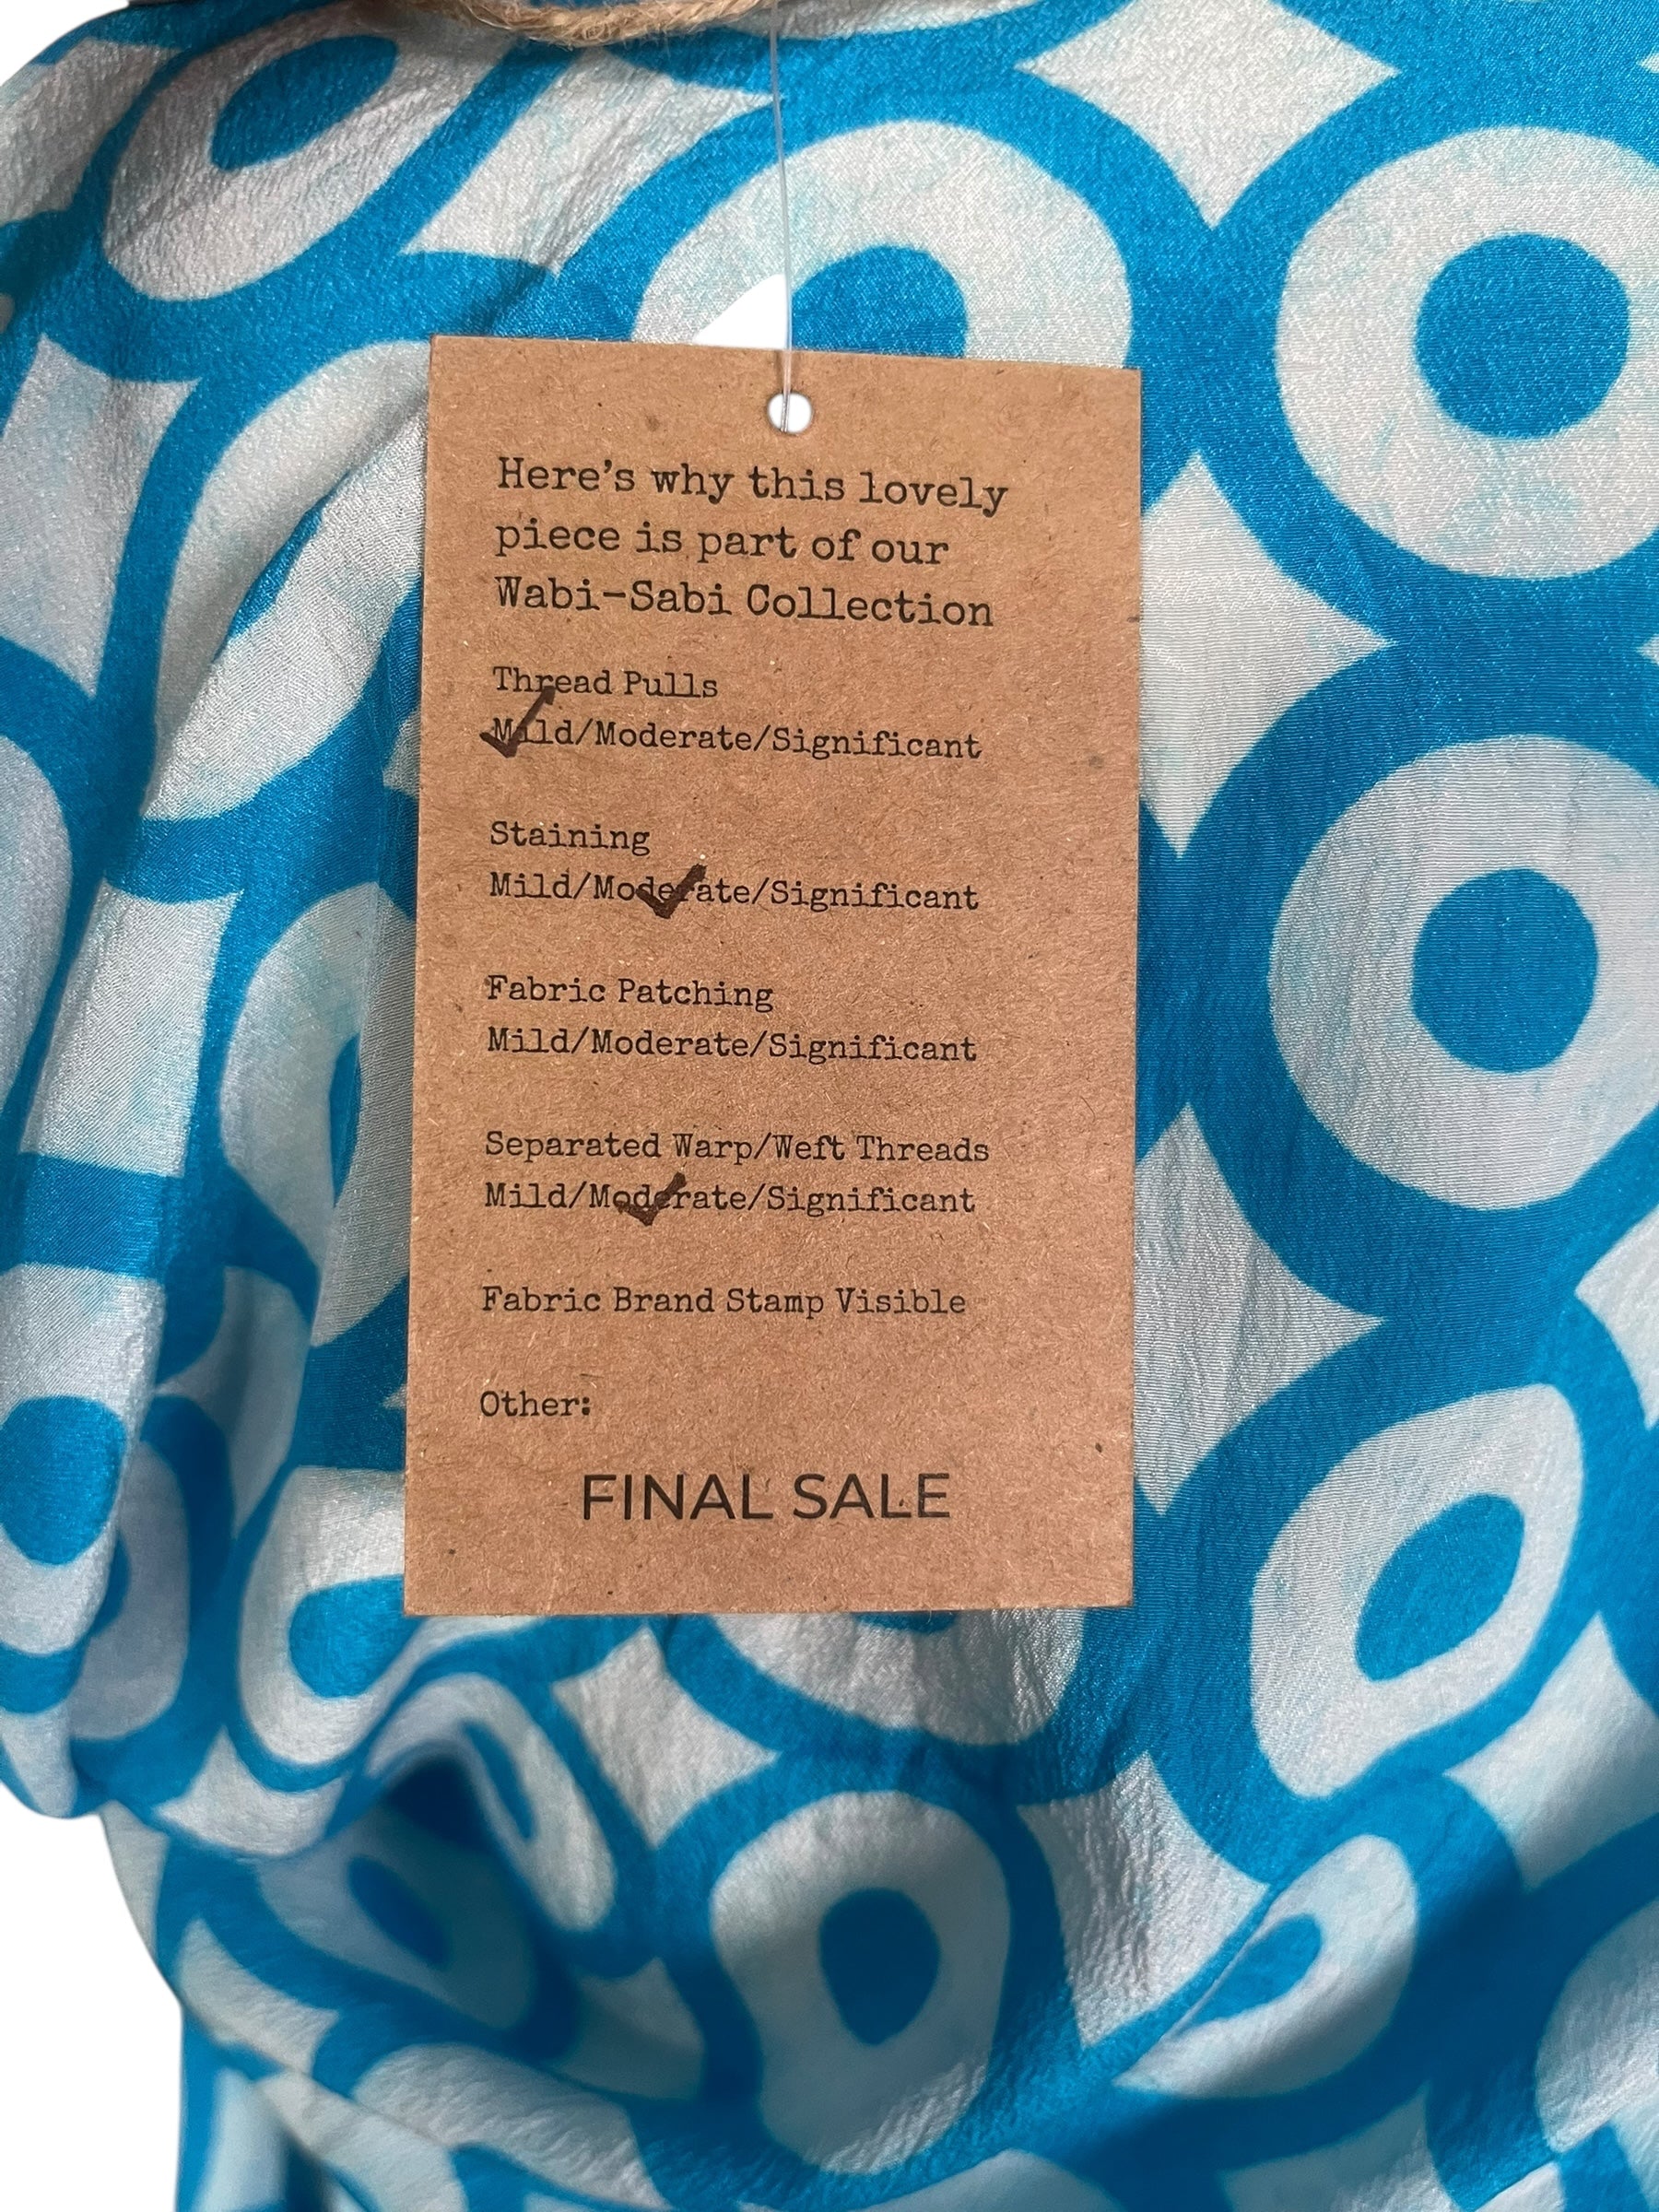 Here's why this lovely
piece is part of our
Wabi-Sabi Collection
Thread Pulls
Mild/Moderate/Significant
Staining
Mild/Moderate/Significant
Fabric Patching
Mild/Moderate/Significant
Separated Warp/Weft Threads
Mild/Moderate/Significant
Fabric Brand Stamp Visible
Other:
FINAL SALE